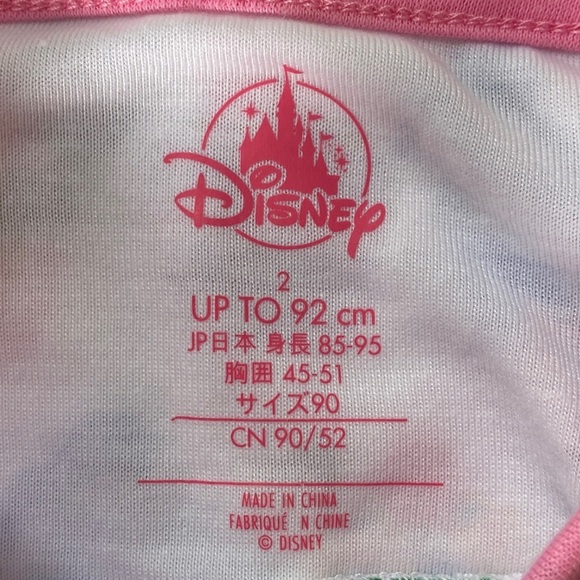 Disney
2
UP TO 92 cm
JP日本 身長 85-95
胸囲 45-51
サイズ90
CN 90/52
MADE IN CHINA
FABRIQUÉ N CHINE
© DISNEY